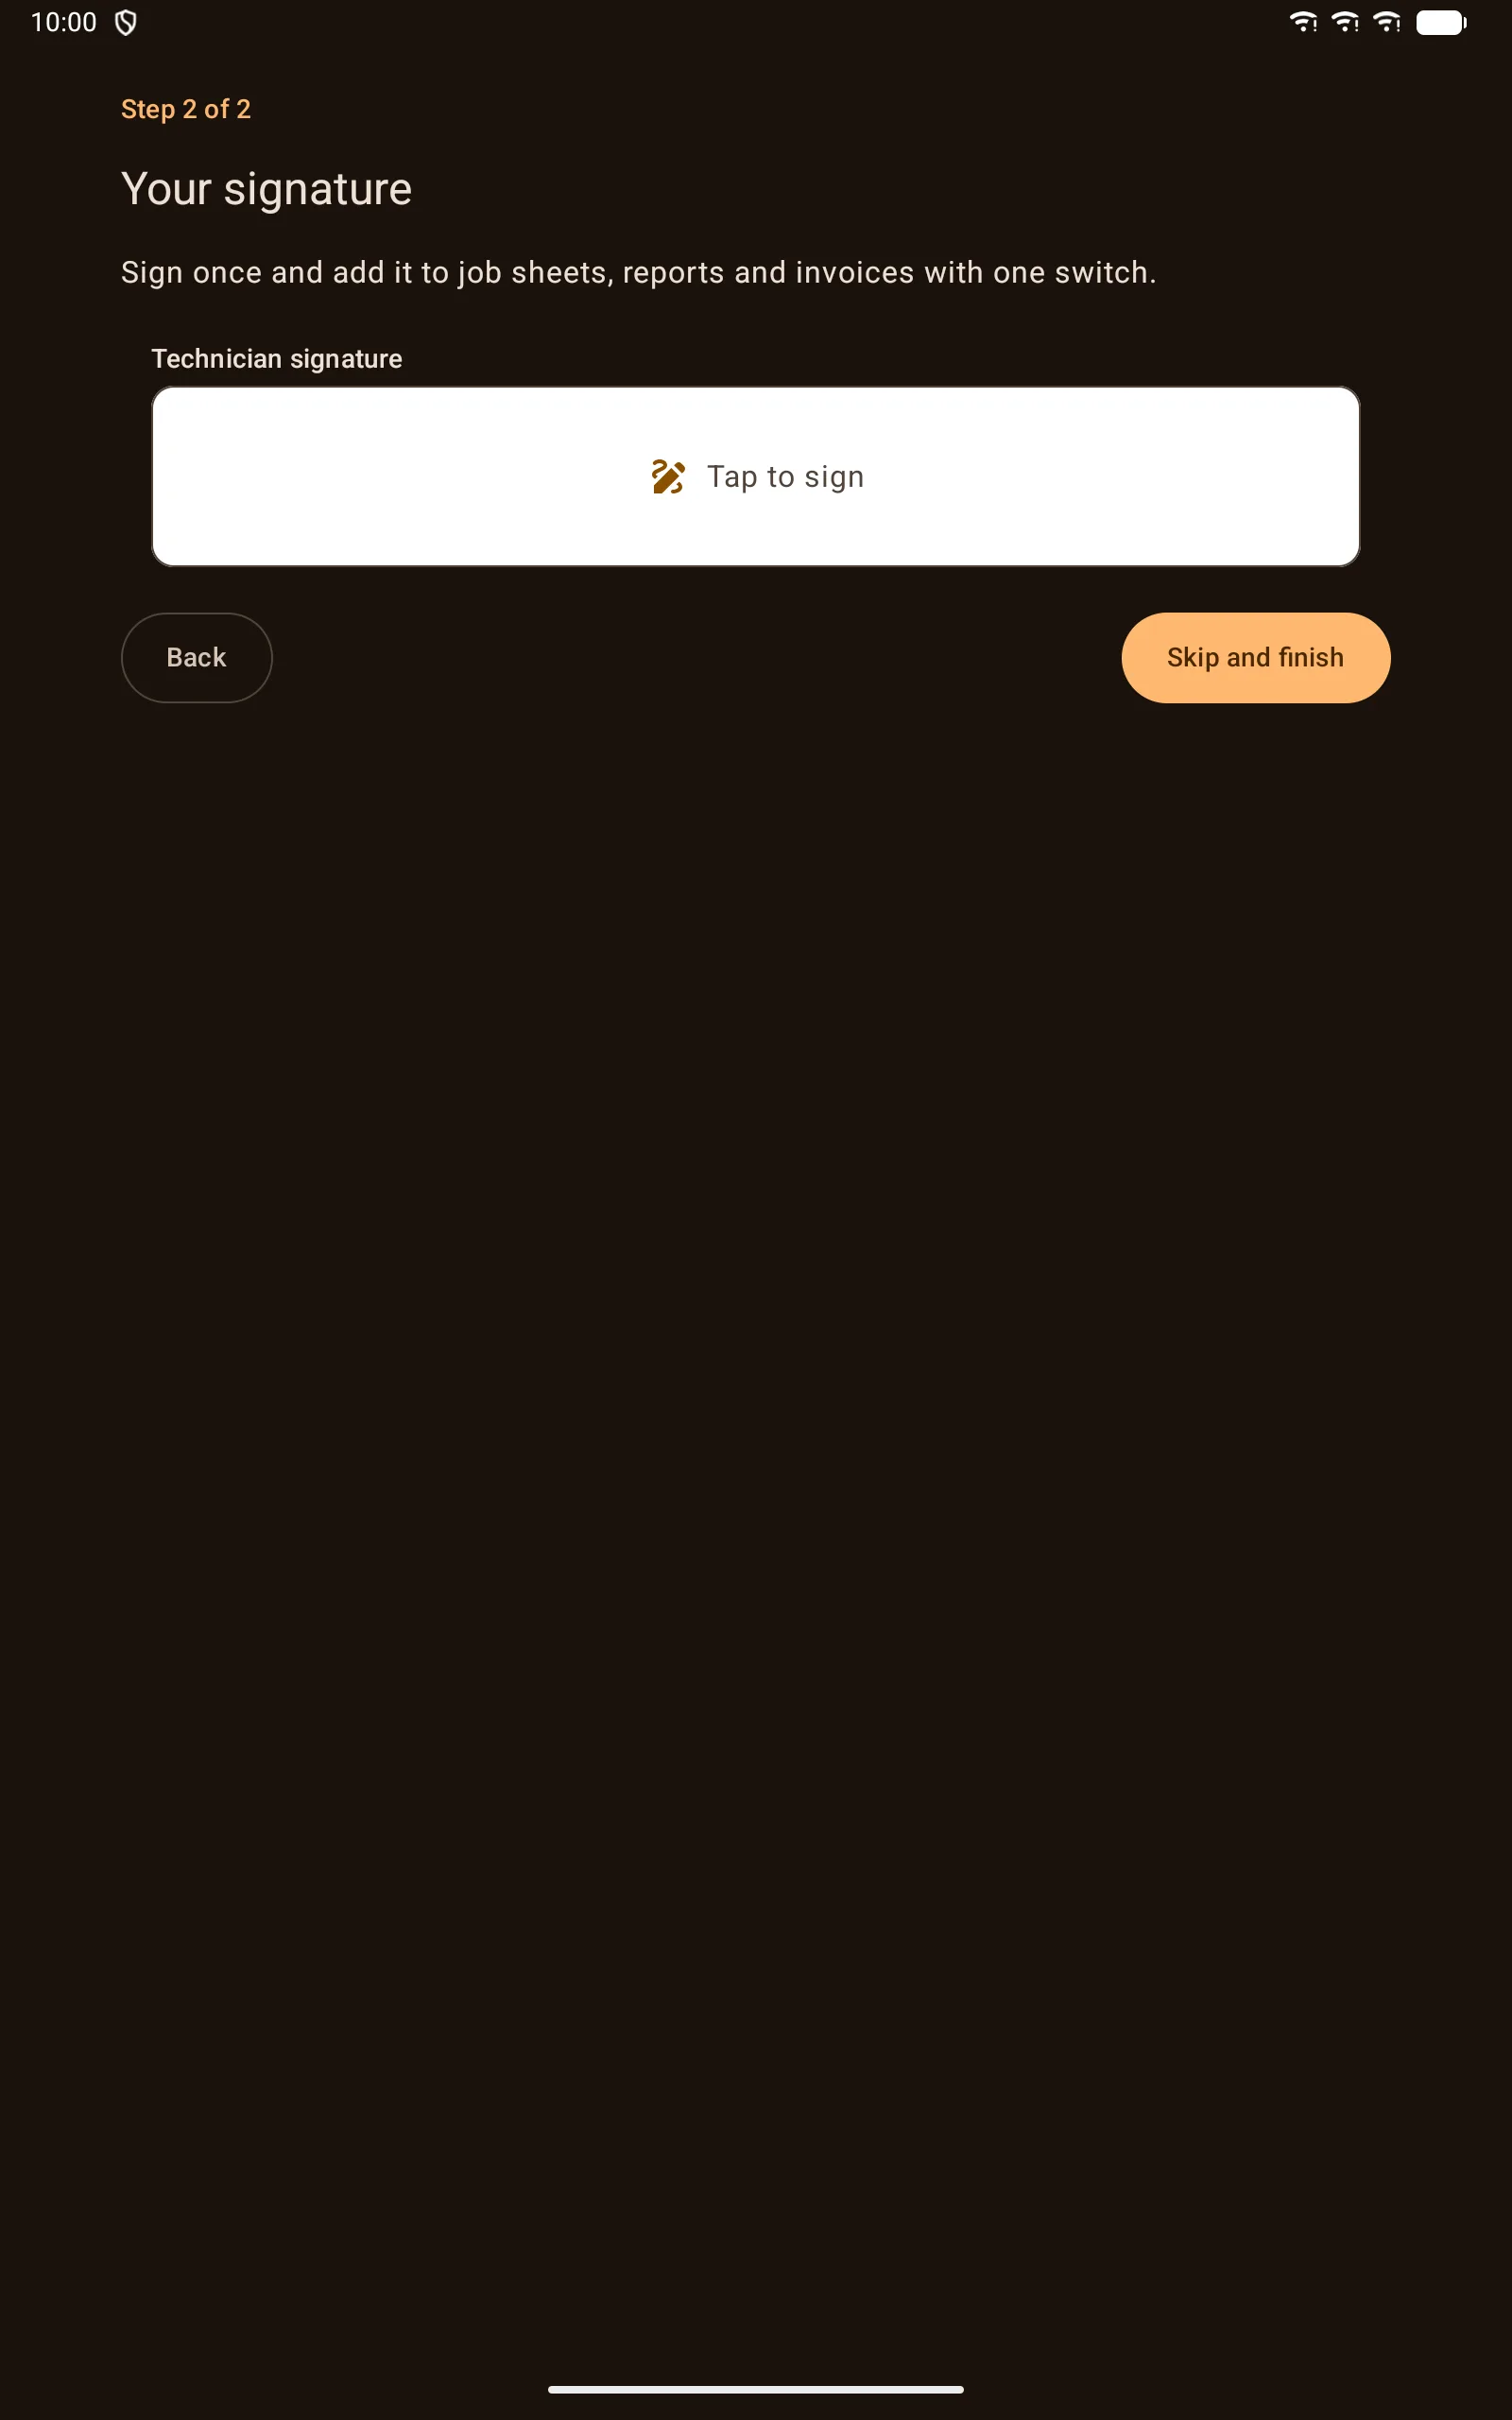 10:00
Step 2 of 2
Your signature
Sign once and add it to job sheets, reports and invoices with one switch.
Technician signature
Tap to sign
Back
Skip and finish